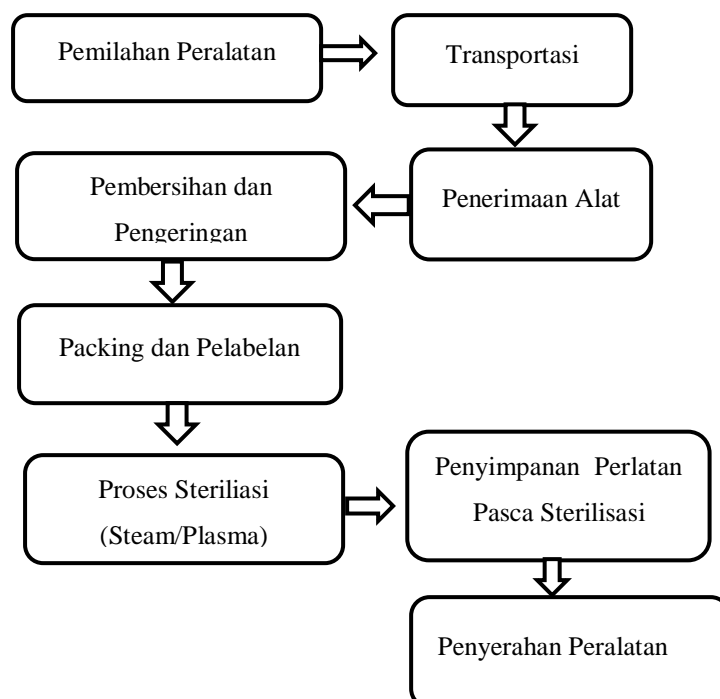 Pemilahan Peralatan
Transportasi
Penerimaan Alat
Pembersihan dan
Pengeringan
Packing dan Pelabelan
Proses Steriliasi
(Steam/Plasma)
Penyimpanan Perlatan
Pasca Sterilisasi
Penyerahan Peralatan